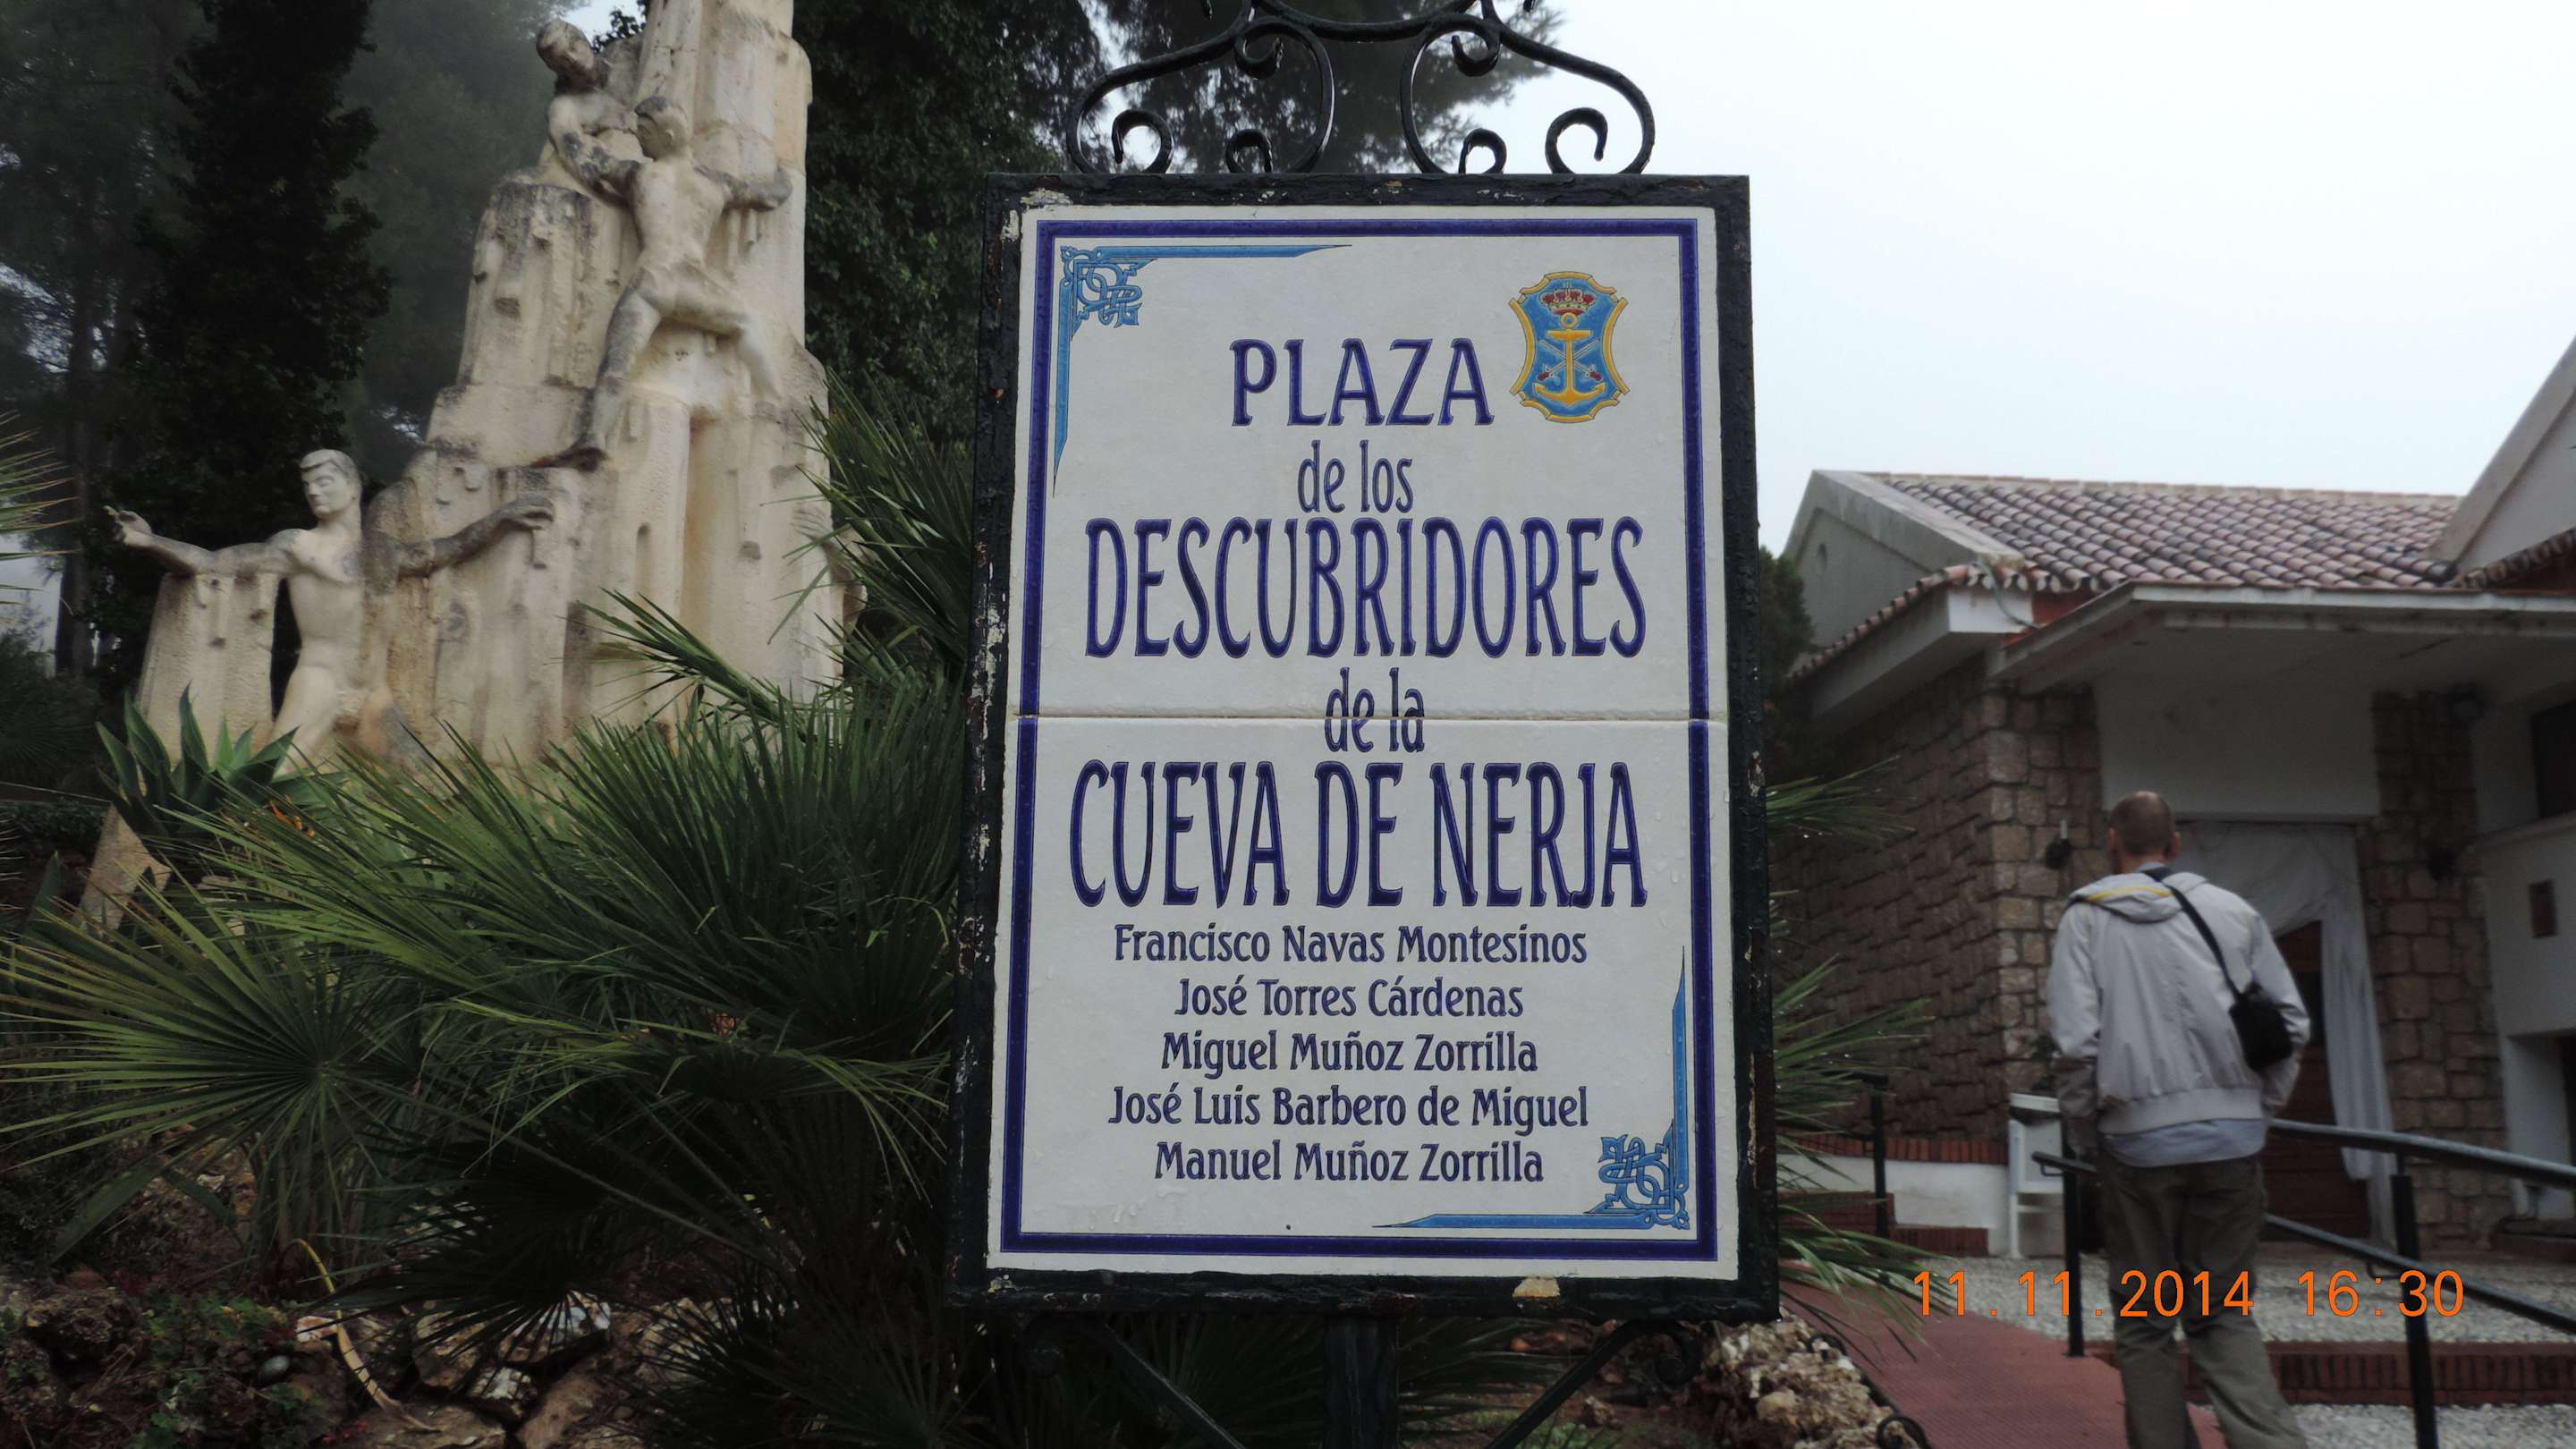 PLAZA
de los
DESCUBRIDORES
de la
CUEVA DE NERJA
Francisco Navas Montesinos
José Torres Cárdenas
Miguel Muñoz Zorrilla
José Luis Barbero de Miguel
Manuel Muñoz Zorrilla
11.11.2014 16:30